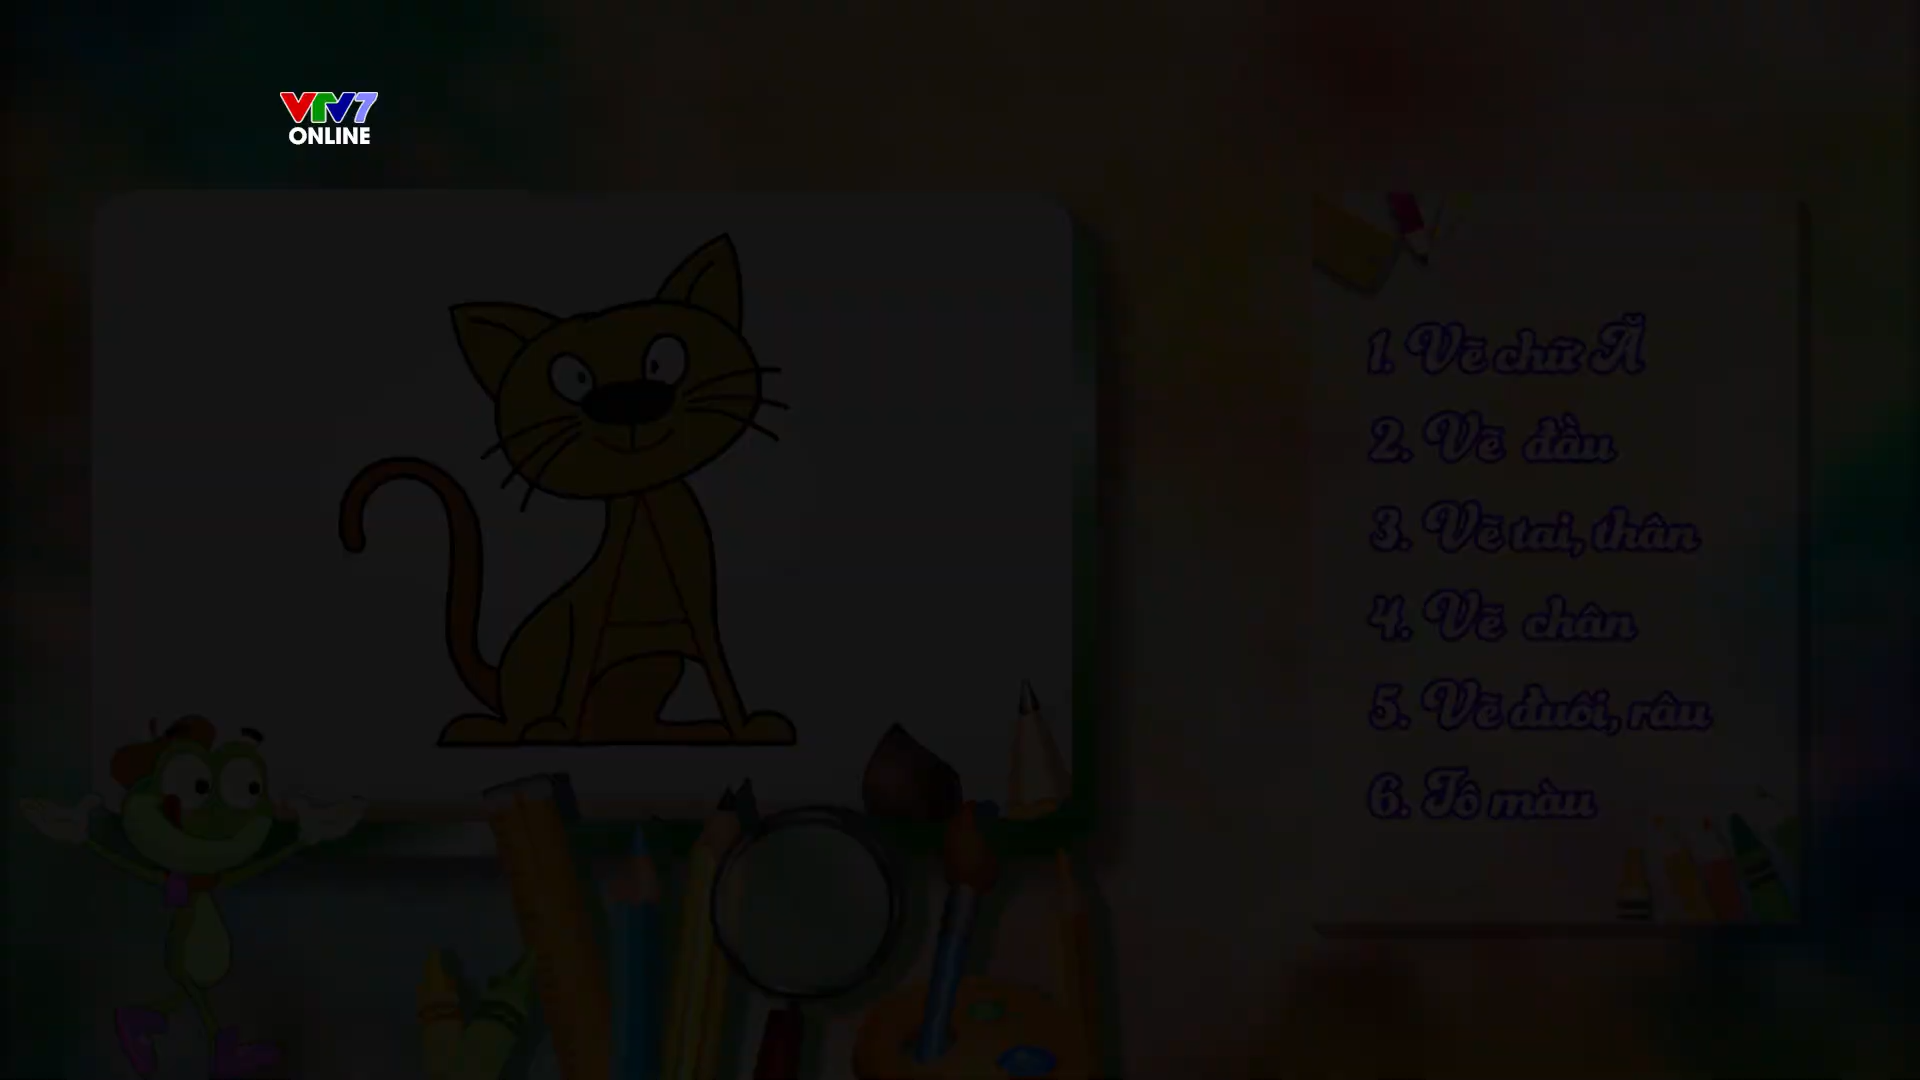 VTV7
ONLINE
1. Vẽ chữ Ă
2. Vẽ đầu
3. Vẽ tai, thân
4. Vẽ chân
5. Vẽ đuôi, râu
6. Tô màu